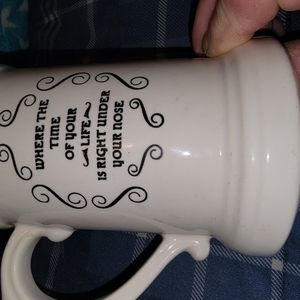 WHERE THE
TIME
OF YOUR
LIFE
IS RIGHT UNDER
YOUR NOSE